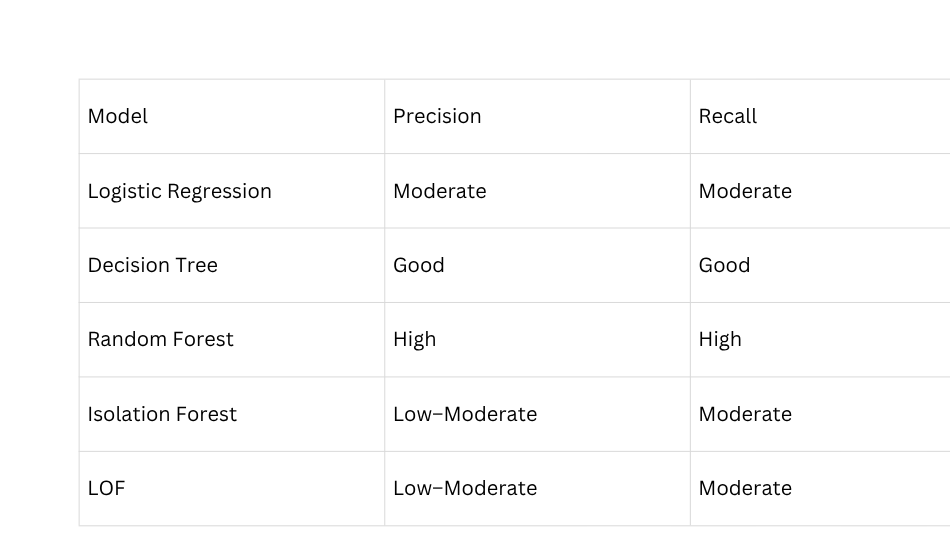 Model Precision Recall
Logistic Regression Moderate Moderate
Decision Tree Good Good
Random Forest High High
Isolation Forest Low–Moderate Moderate
LOF Low–Moderate Moderate